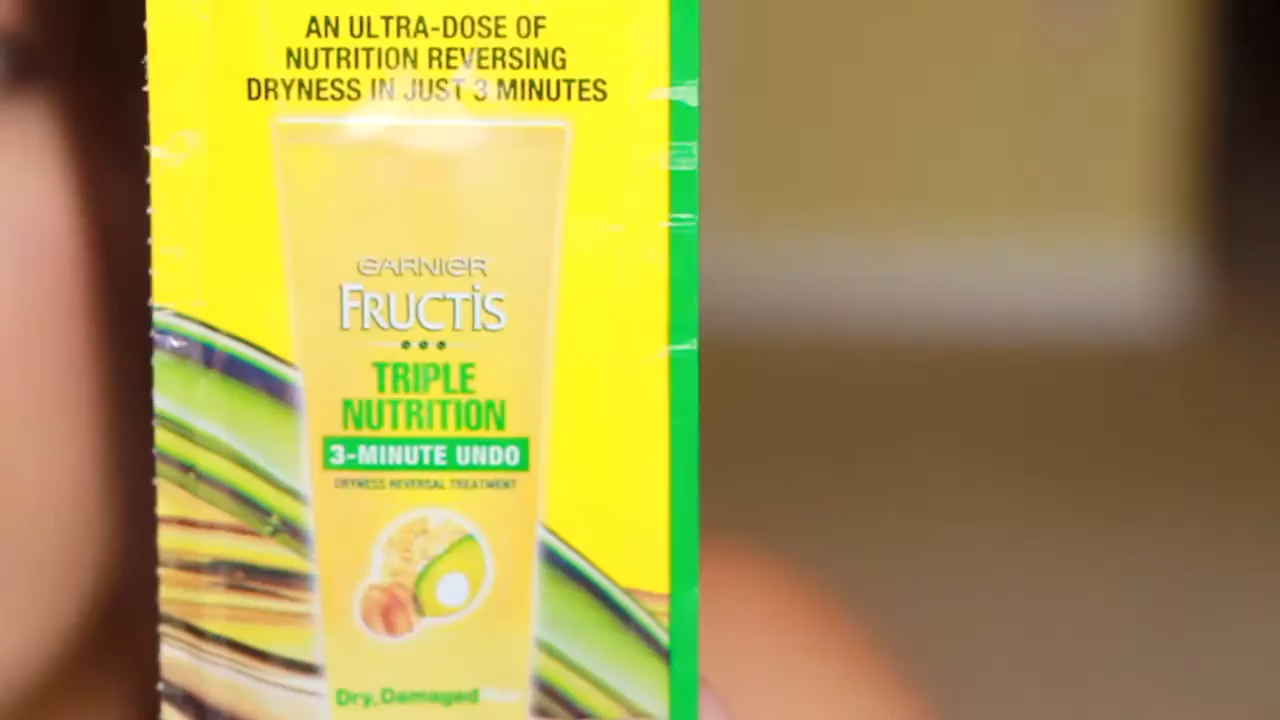 AN ULTRA-DOSE OF
NUTRITION REVERSING
DRYNESS IN JUST 3 MINUTES
GARNIER
FRUCTIS
TRIPLE
NUTRITION
3-MINUTE UNDO
DRYNESS REVERSAL TREATMENT
Dry, Damaged